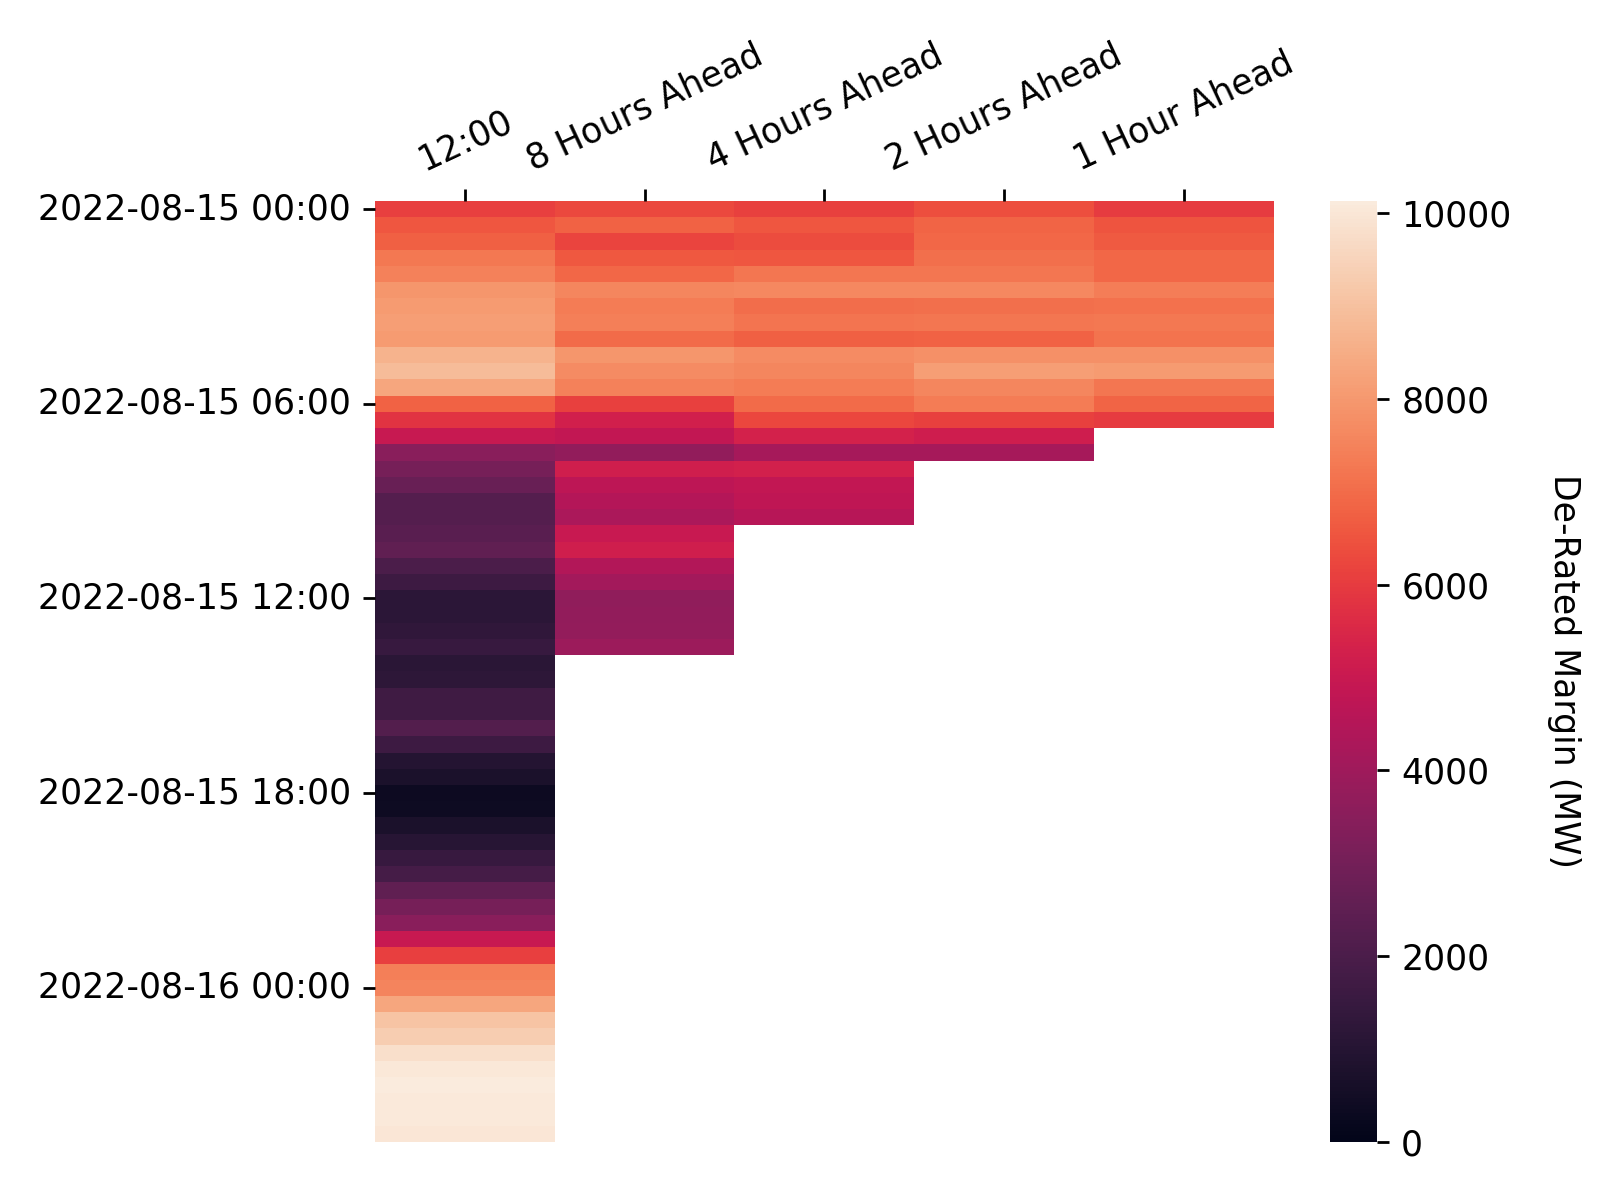 12:00
8 Hours Ahead
4 Hours Ahead
2 Hours Ahead
1 Hour Ahead
2022-08-15 00:00
2022-08-15 06:00
2022-08-15 12:00
2022-08-15 18:00
2022-08-16 00:00
10000
8000
6000
4000
2000
0
De-Rated Margin (MW)